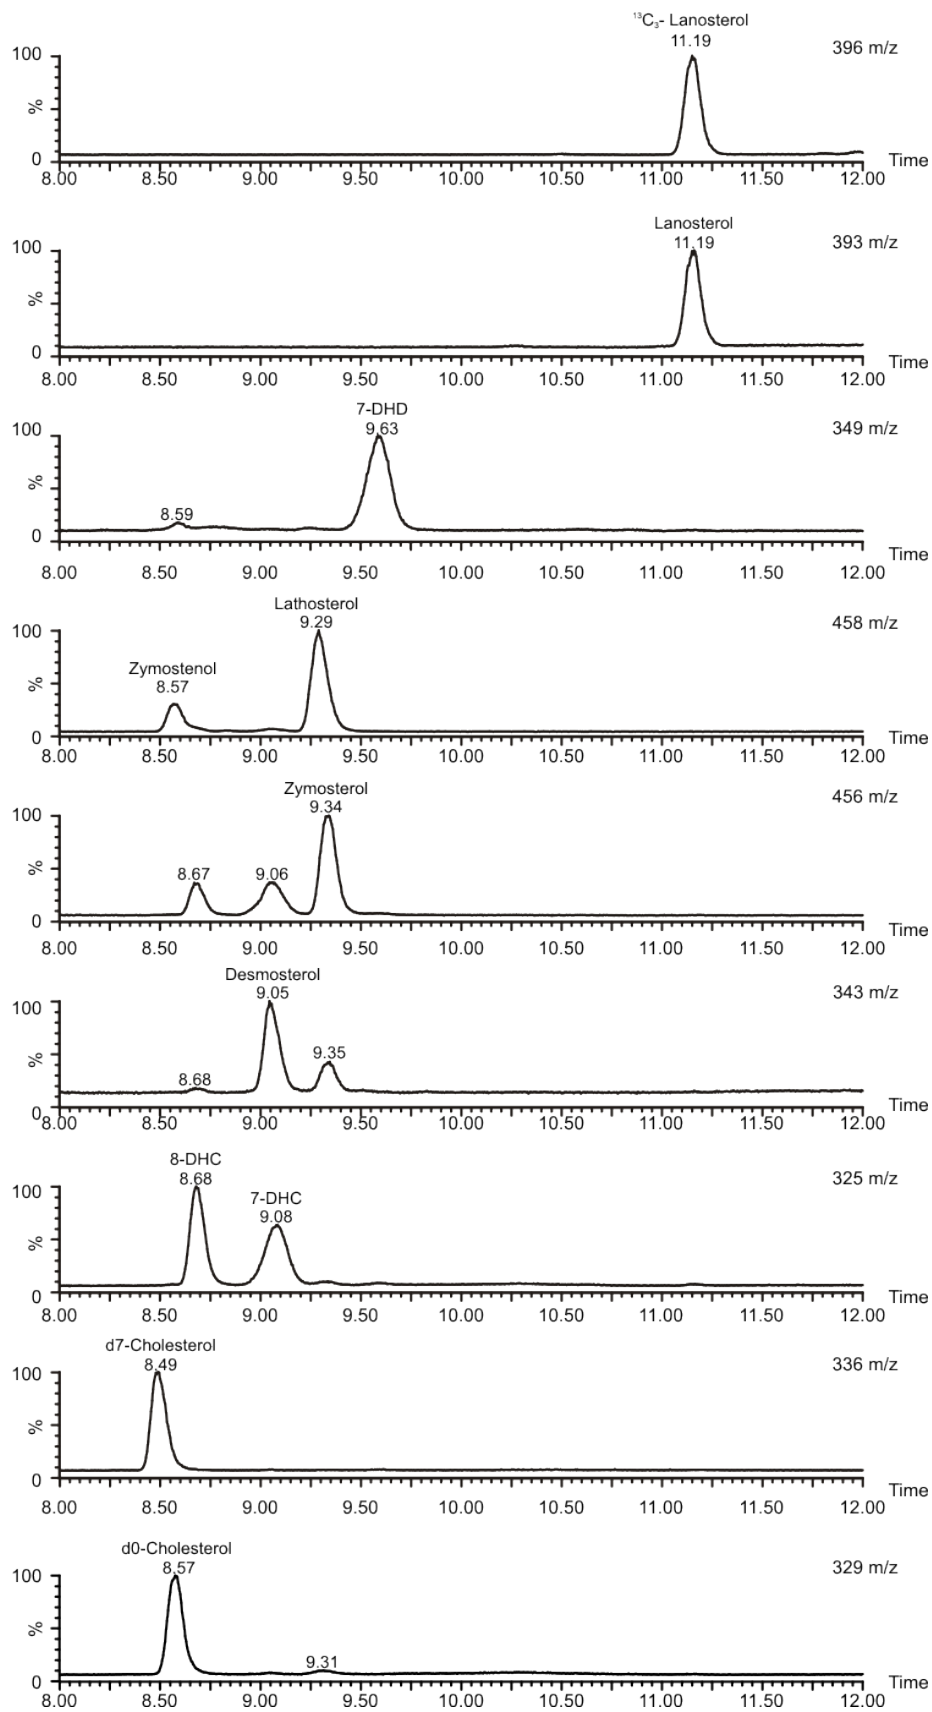 ¹³C₃- Lanosterol
11.19
396 m/z
100
%
0
Time
8.00 8.50 9.00 9.50 10.00 10.50 11.00 11.50 12.00
Lanosterol
11.19
393 m/z
100
%
0
Time
8.00 8.50 9.00 9.50 10.00 10.50 11.00 11.50 12.00
7-DHD
9.63
349 m/z
100
%
8.59
0
Time
8.00 8.50 9.00 9.50 10.00 10.50 11.00 11.50 12.00
Lathosterol
9.29
458 m/z
100
Zymostenol
8.57
%
0
Time
8.00 8.50 9.00 9.50 10.00 10.50 11.00 11.50 12.00
Zymosterol
9.34
456 m/z
100
%
8.67 9.06
0
Time
8.00 8.50 9.00 9.50 10.00 10.50 11.00 11.50 12.00
Desmosterol
9.05
343 m/z
100
%
9.35
8.68
0
Time
8.00 8.50 9.00 9.50 10.00 10.50 11.00 11.50 12.00
8-DHC
8.68
325 m/z
100
7-DHC
9.08
%
0
Time
8.00 8.50 9.00 9.50 10.00 10.50 11.00 11.50 12.00
d7-Cholesterol
8.49
336 m/z
100
%
0
Time
8.00 8.50 9.00 9.50 10.00 10.50 11.00 11.50 12.00
d0-Cholesterol
8.57
329 m/z
100
%
9.31
0
Time
8.00 8.50 9.00 9.50 10.00 10.50 11.00 11.50 12.00